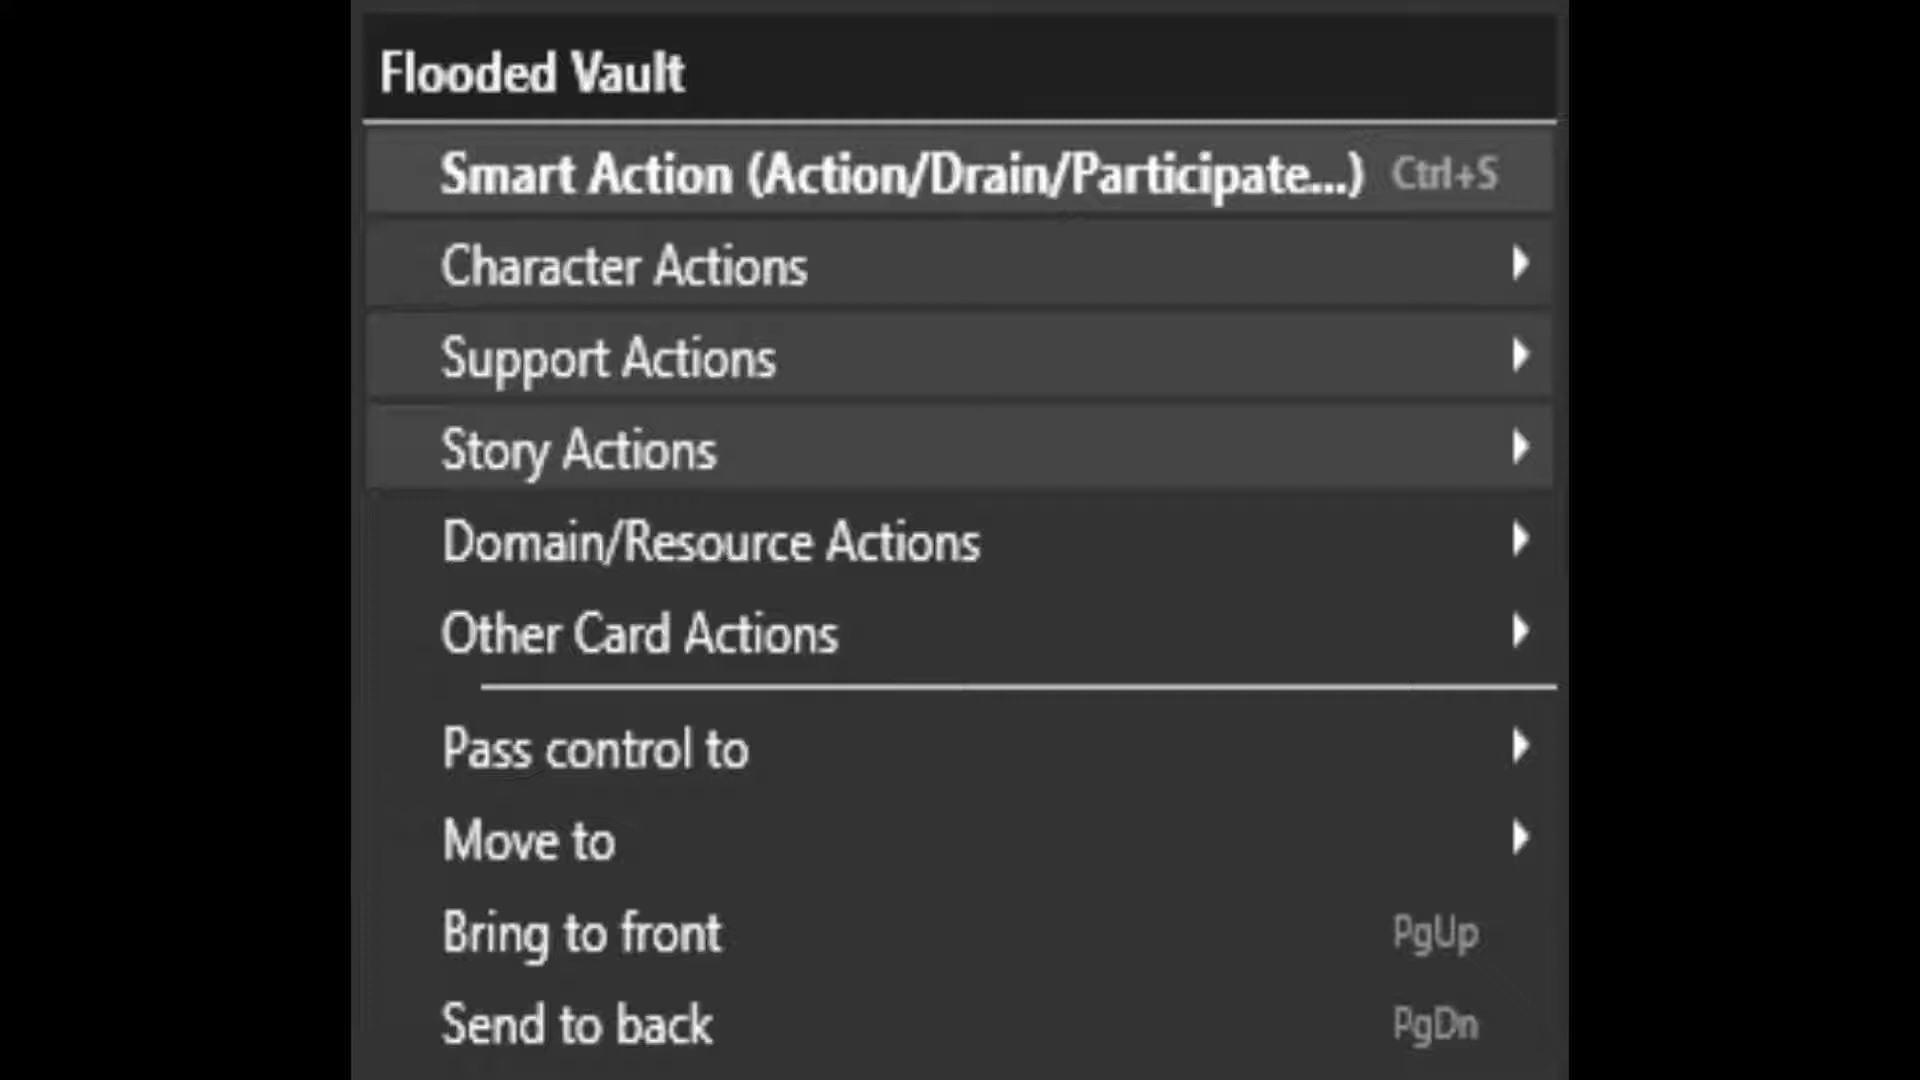 Flooded Vault
Smart Action (Action/Drain/Participate...) Ctrl+S
Character Actions
Support Actions
Story Actions
Domain/Resource Actions
Other Card Actions
Pass control to
Move to
Bring to front PgUp
Send to back PgDn